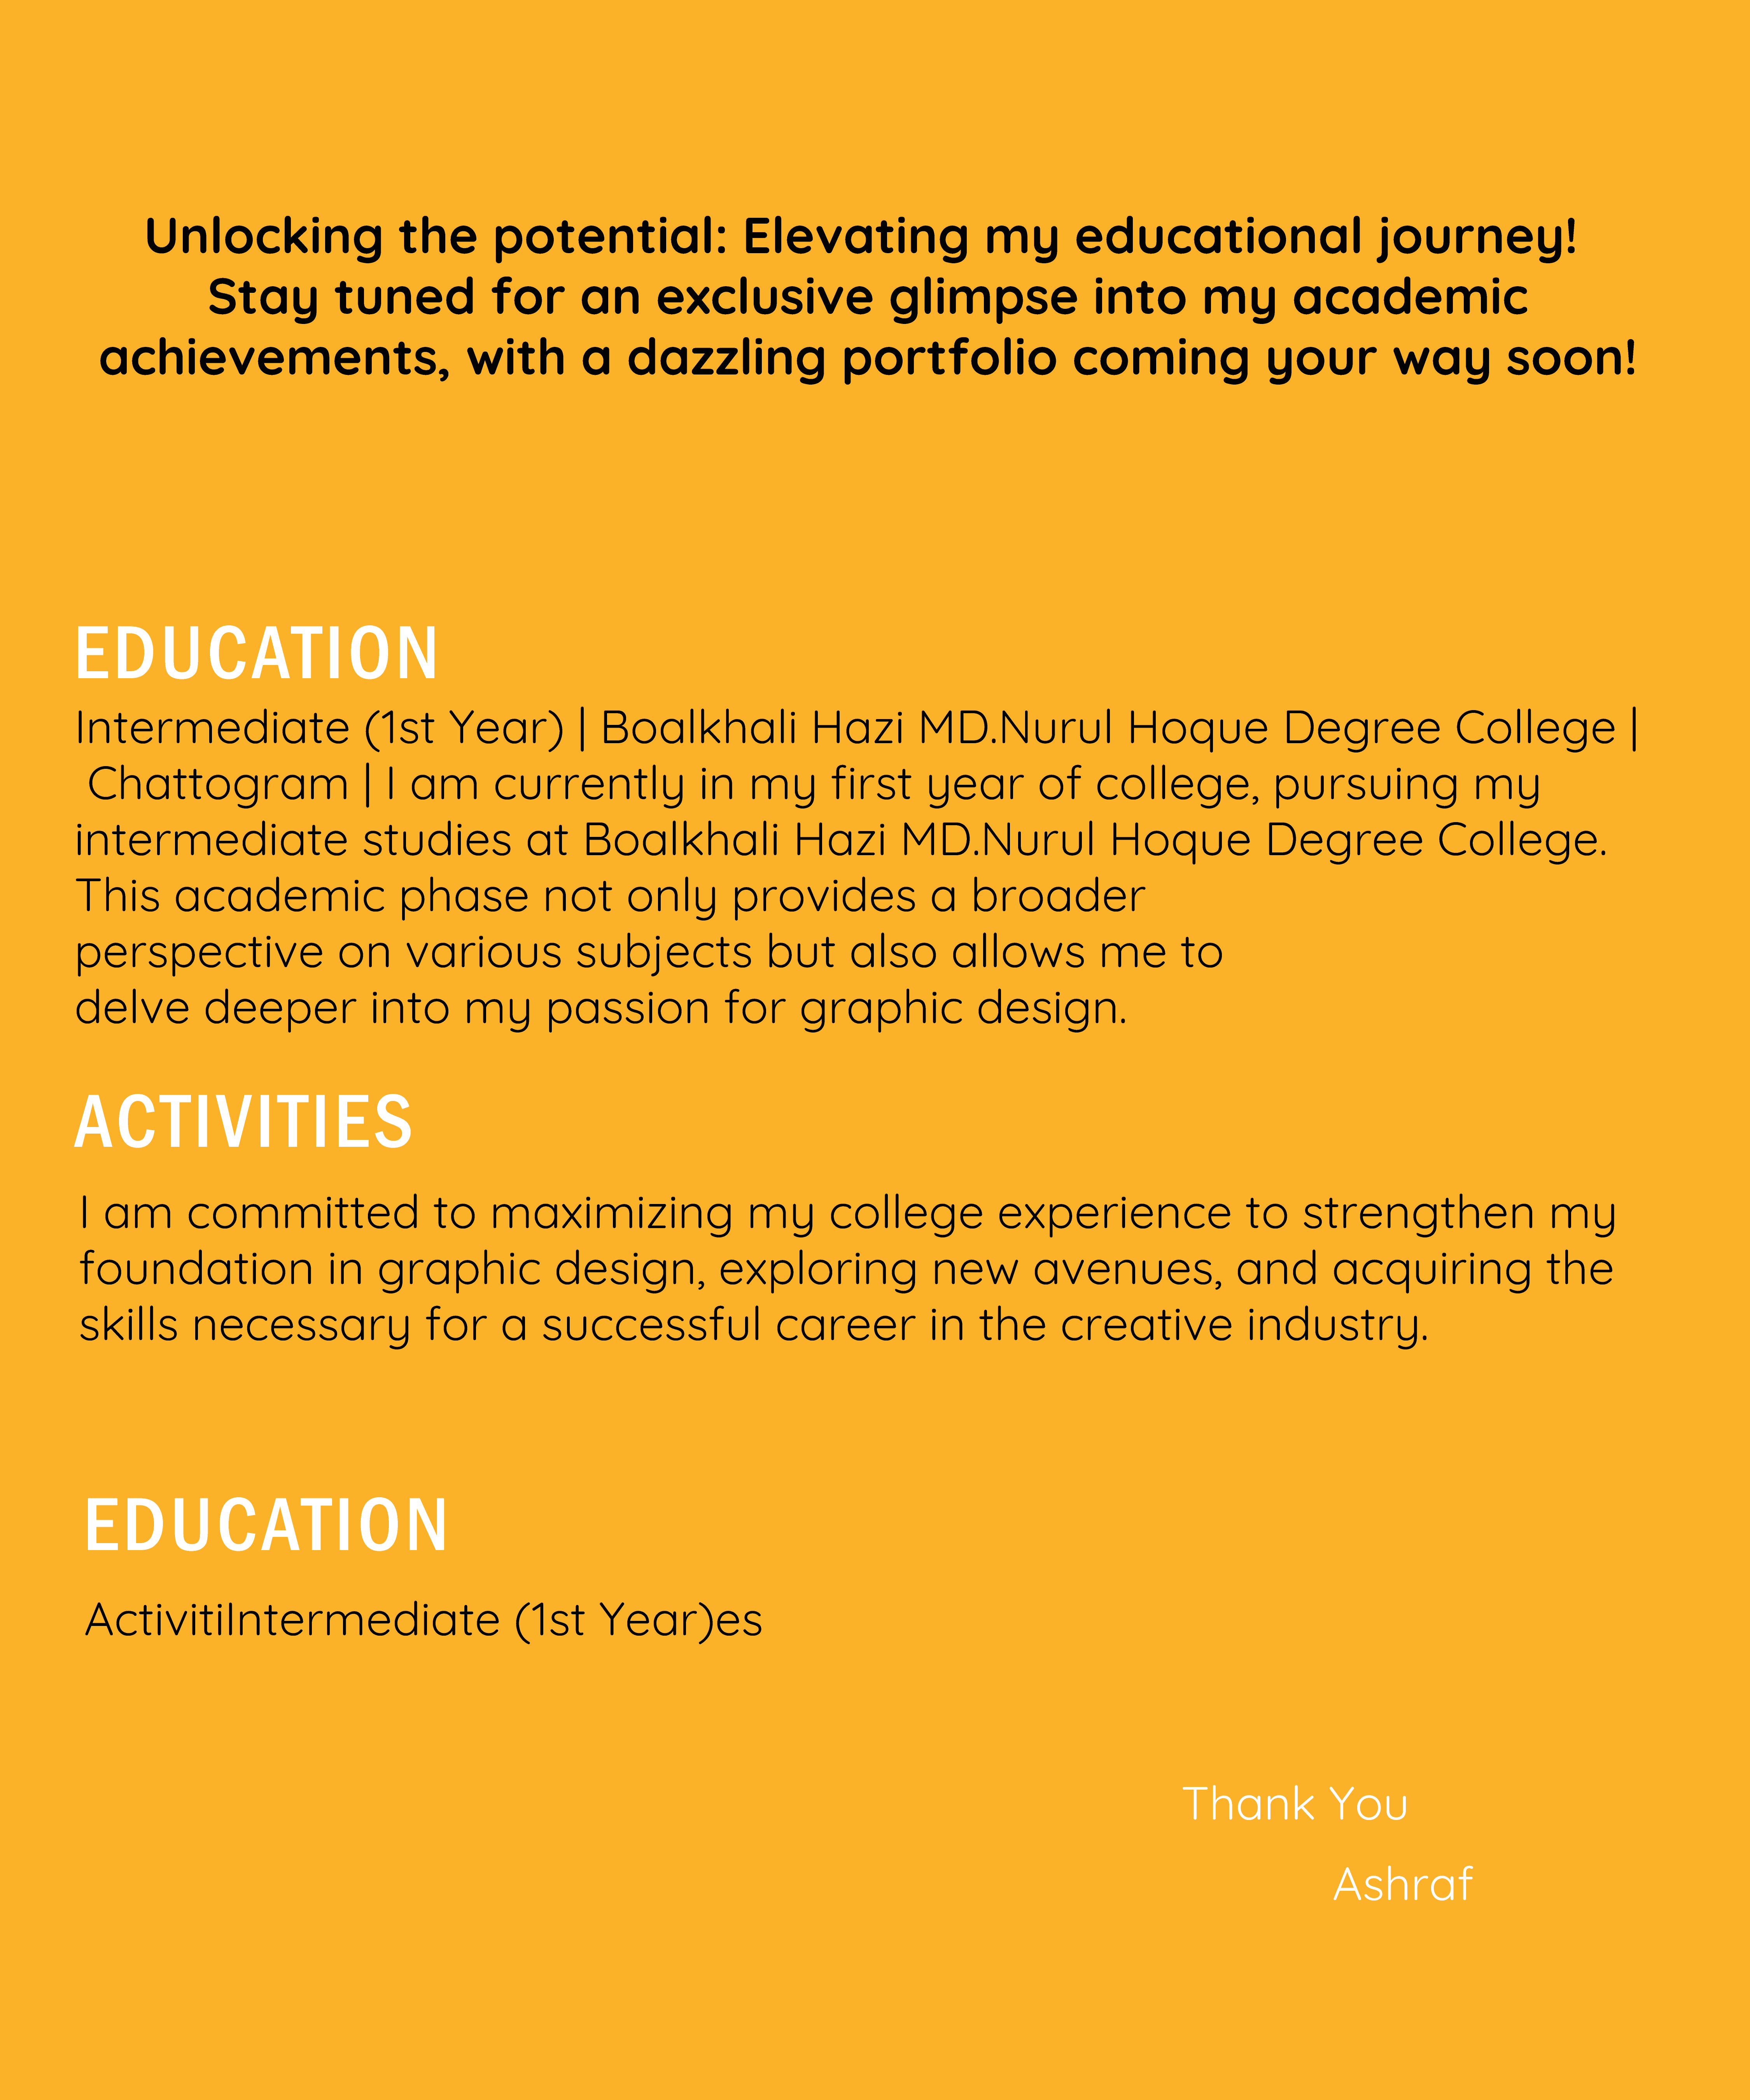 Unlocking the potential: Elevating my educational journey!
Stay tuned for an exclusive glimpse into my academic
achievements, with a dazzling portfolio coming your way soon!
EDUCATION
Intermediate (1st Year) | Boalkhali Hazi MD.Nurul Hoque Degree College |
Chattogram | I am currently in my first year of college, pursuing my
intermediate studies at Boalkhali Hazi MD.Nurul Hoque Degree College.
This academic phase not only provides a broader
perspective on various subjects but also allows me to
delve deeper into my passion for graphic design.
ACTIVITIES
I am committed to maximizing my college experience to strengthen my
foundation in graphic design, exploring new avenues, and acquiring the
skills necessary for a successful career in the creative industry.
EDUCATION
ActivitiIntermediate (1st Year)es
Thank You
Ashraf